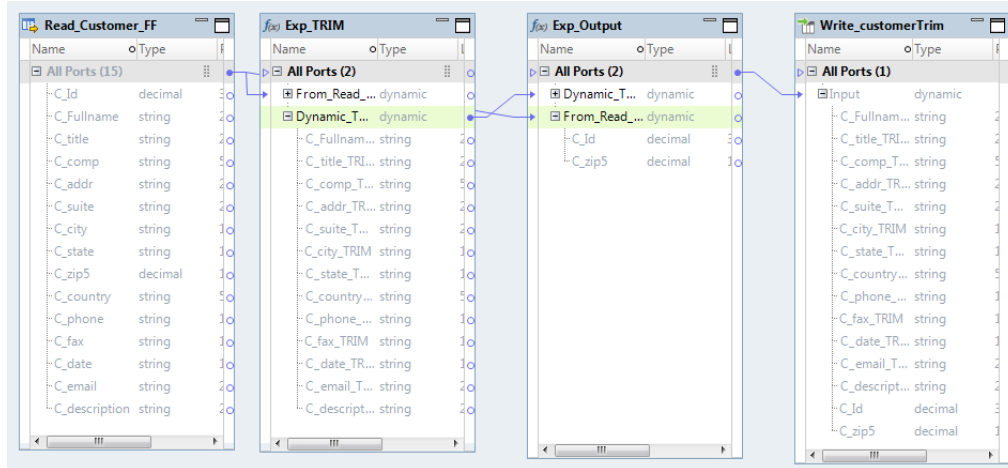 Read_Customer_FF
Name Type
All Ports (15)
C_Id decimal
C_Fullname string
C_title string
C_comp string
C_addr string
C_suite string
C_city string
C_state string
C_zip5 decimal
C_country string
C_phone string
C_fax string
C_date string
C_email string
C_description string
f(x) Exp_TRIM
Name Type
All Ports (2)
From_Read_... dynamic
Dynamic_T... dynamic
C_Fullnam... string
C_title_TRI... string
C_comp_T... string
C_addr_TR... string
C_suite_T... string
C_city_TRIM string
C_state_T... string
C_country... string
C_phone_... string
C_fax_TRIM string
C_date_TR... string
C_email_T... string
C_descript... string
f(x) Exp_Output
Name Type
All Ports (2)
Dynamic_T... dynamic
From_Read_... dynamic
C_Id decimal
C_zip5 decimal
Write_customerTrim
Name Type
All Ports (1)
Input dynamic
C_Fullnam... string
C_title_TRI... string
C_comp_T... string
C_addr_TR... string
C_suite_T... string
C_city_TRIM string
C_state_T... string
C_country... string
C_phone_... string
C_fax_TRIM string
C_date_TR... string
C_email_T... string
C_descript... string
C_Id decimal
C_zip5 decimal